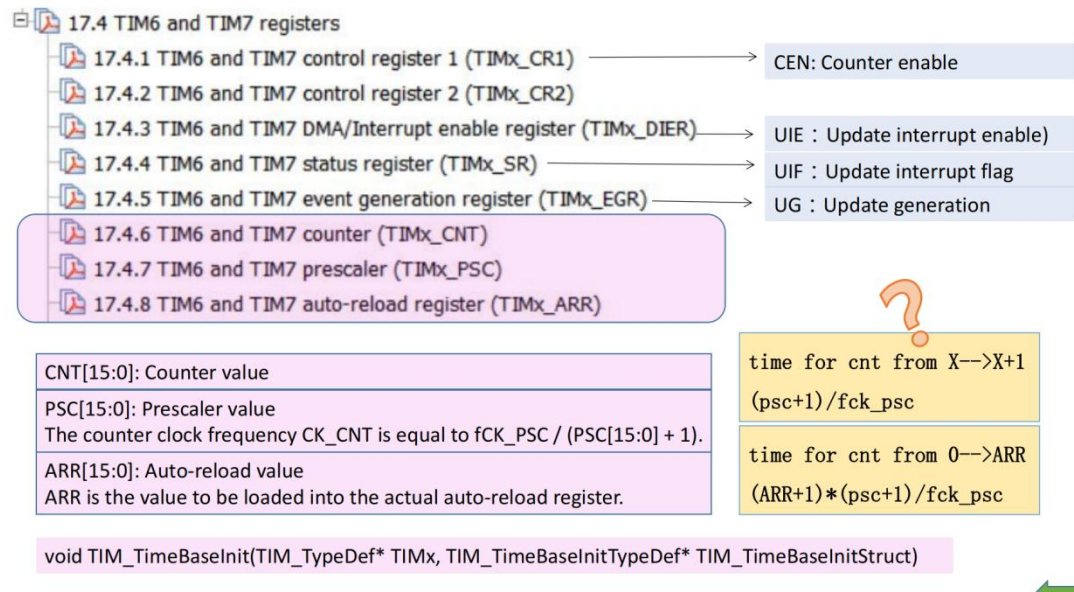 17.4 TIM6 and TIM7 registers
17.4.1 TIM6 and TIM7 control register 1 (TIMx_CR1)
CEN: Counter enable
17.4.2 TIM6 and TIM7 control register 2 (TIMx_CR2)
17.4.3 TIM6 and TIM7 DMA/Interrupt enable register (TIMx_DIER)
UIE：Update interrupt enable)
17.4.4 TIM6 and TIM7 status register (TIMx_SR)
UIF：Update interrupt flag
17.4.5 TIM6 and TIM7 event generation register (TIMx_EGR)
UG：Update generation
17.4.6 TIM6 and TIM7 counter (TIMx_CNT)
17.4.7 TIM6 and TIM7 prescaler (TIMx_PSC)
17.4.8 TIM6 and TIM7 auto-reload register (TIMx_ARR)
?
CNT[15:0]: Counter value
PSC[15:0]: Prescaler value
The counter clock frequency CK_CNT is equal to fCK_PSC / (PSC[15:0] + 1).
ARR[15:0]: Auto-reload value
ARR is the value to be loaded into the actual auto-reload register.
time for cnt from X-->X+1
(psc+1)/fck_psc
time for cnt from 0-->ARR
(ARR+1)*(psc+1)/fck_psc
void TIM_TimeBaseInit(TIM_TypeDef* TIMx, TIM_TimeBaseInitTypeDef* TIM_TimeBaseInitStruct)